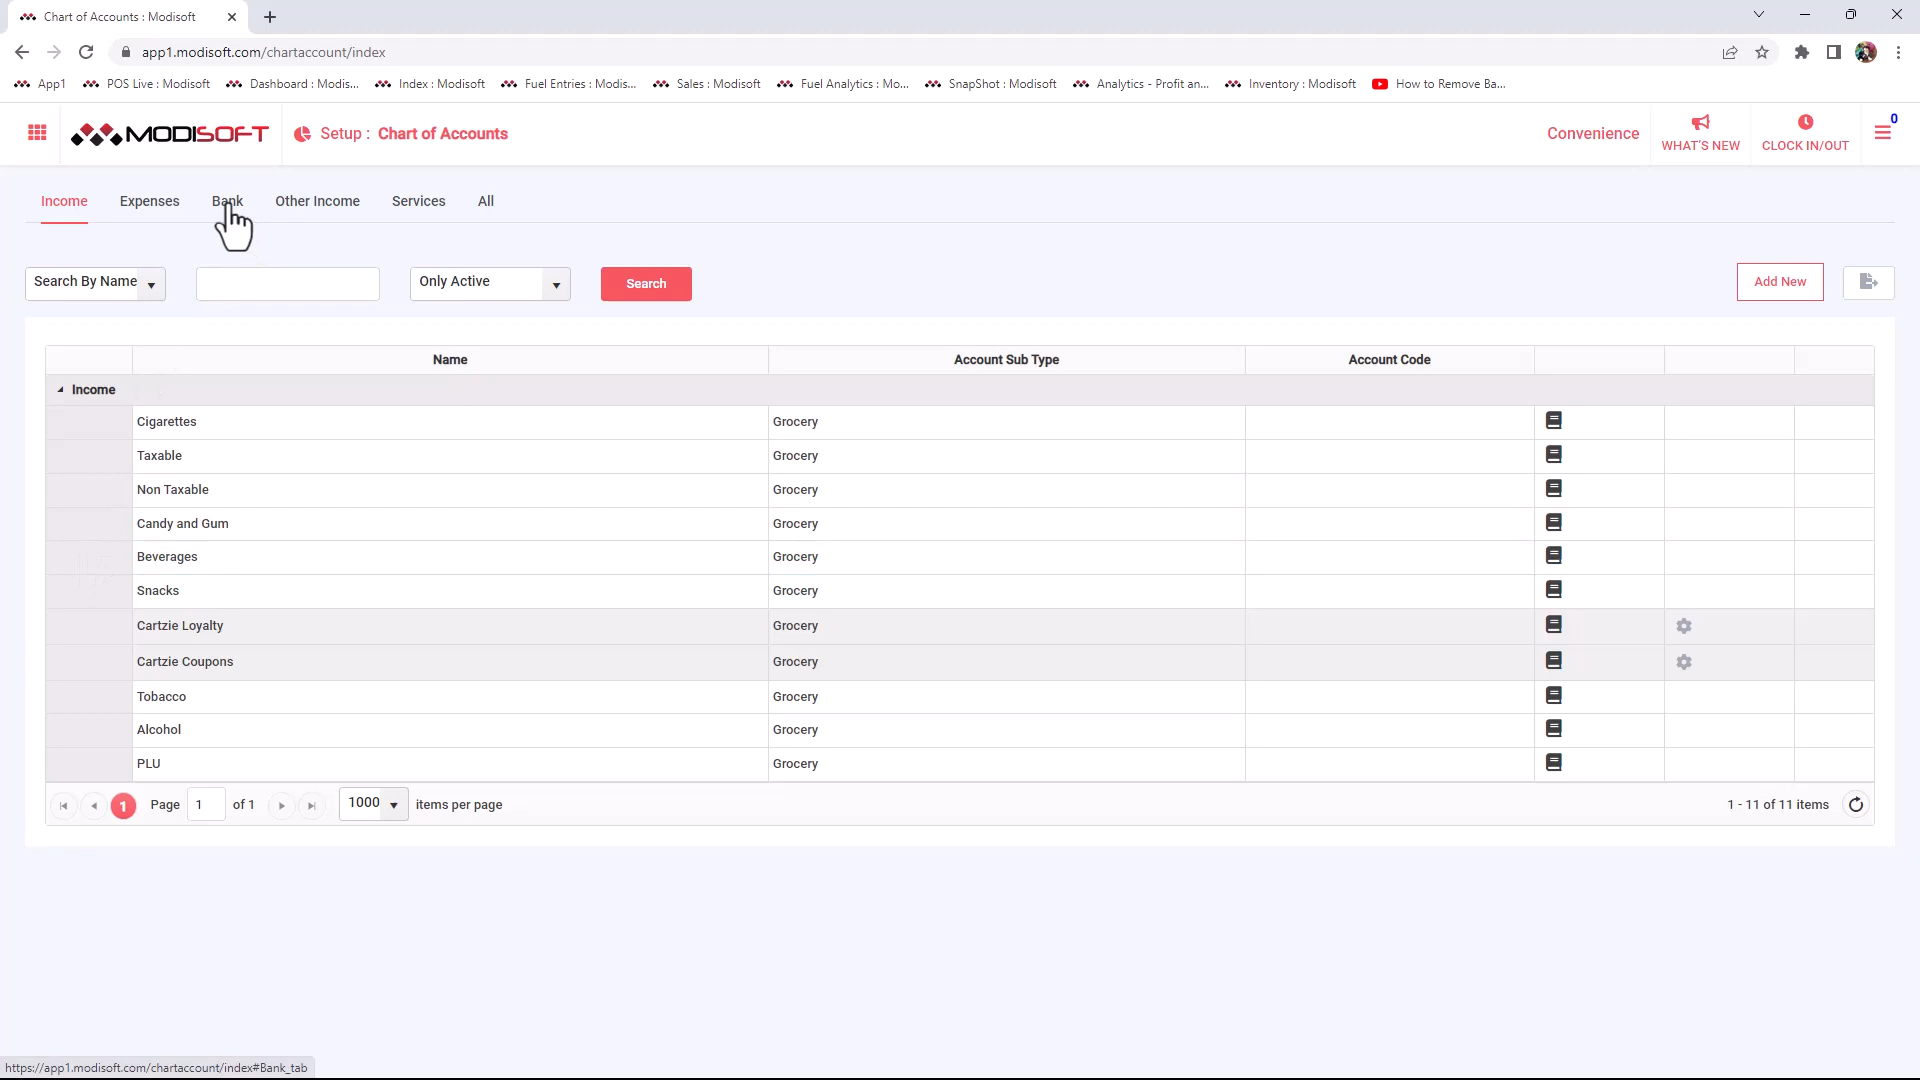 Chart of Accounts : Modisoft
app1.modisoft.com/chartaccount/index
App1 POS Live : Modisoft Dashboard : Modis... Index : Modisoft Fuel Entries : Modis... Sales : Modisoft Fuel Analytics : Mo... SnapShot : Modisoft Analytics - Profit an... Inventory : Modisoft How to Remove Ba...
MODISOFT Setup : Chart of Accounts Convenience WHAT'S NEW CLOCK IN/OUT 0
Income Expenses Bank Other Income Services All
Search By Name Only Active Search Add New
Name Account Sub Type Account Code
Income
Cigarettes Grocery
Taxable Grocery
Non Taxable Grocery
Candy and Gum Grocery
Beverages Grocery
Snacks Grocery
Cartzie Loyalty Grocery
Cartzie Coupons Grocery
Tobacco Grocery
Alcohol Grocery
PLU Grocery
1 Page 1 of 1 1000 items per page 1 - 11 of 11 items
https://app1.modisoft.com/chartaccount/index#Bank_tab